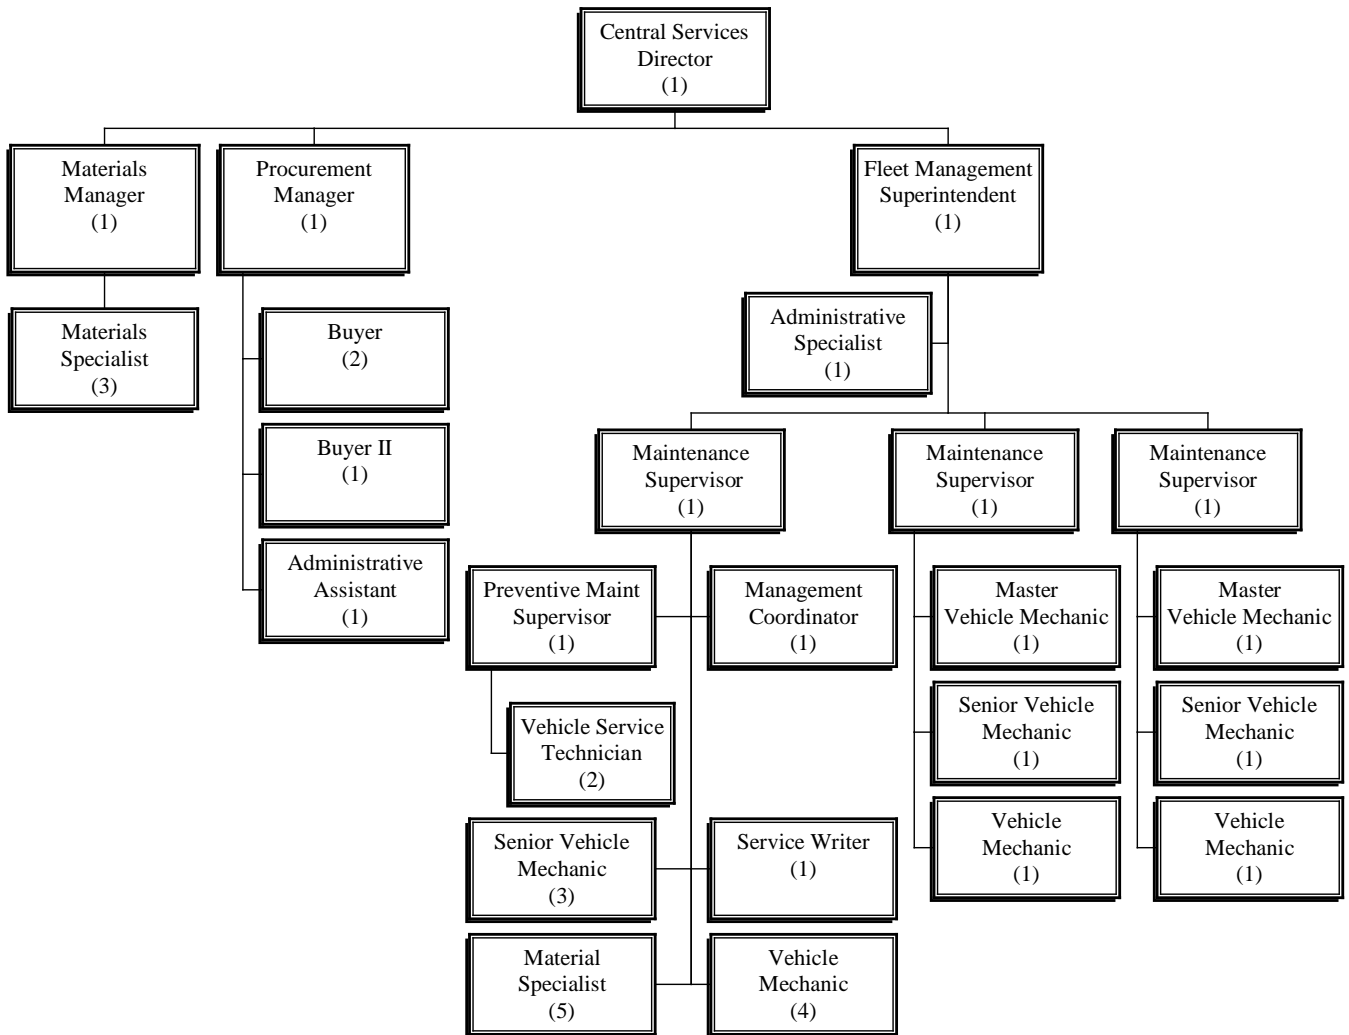 Central Services
Director
(1)
Materials
Manager
(1)
Procurement
Manager
(1)
Fleet Management
Superintendent
(1)
Materials
Specialist
(3)
Buyer
(2)
Administrative
Specialist
(1)
Buyer II
(1)
Administrative
Assistant
(1)
Maintenance
Supervisor
(1)
Maintenance
Supervisor
(1)
Maintenance
Supervisor
(1)
Preventive Maint
Supervisor
(1)
Management
Coordinator
(1)
Master
Vehicle Mechanic
(1)
Master
Vehicle Mechanic
(1)
Vehicle Service
Technician
(2)
Senior Vehicle
Mechanic
(1)
Senior Vehicle
Mechanic
(1)
Senior Vehicle
Mechanic
(3)
Service Writer
(1)
Vehicle
Mechanic
(1)
Vehicle
Mechanic
(1)
Material
Specialist
(5)
Vehicle
Mechanic
(4)